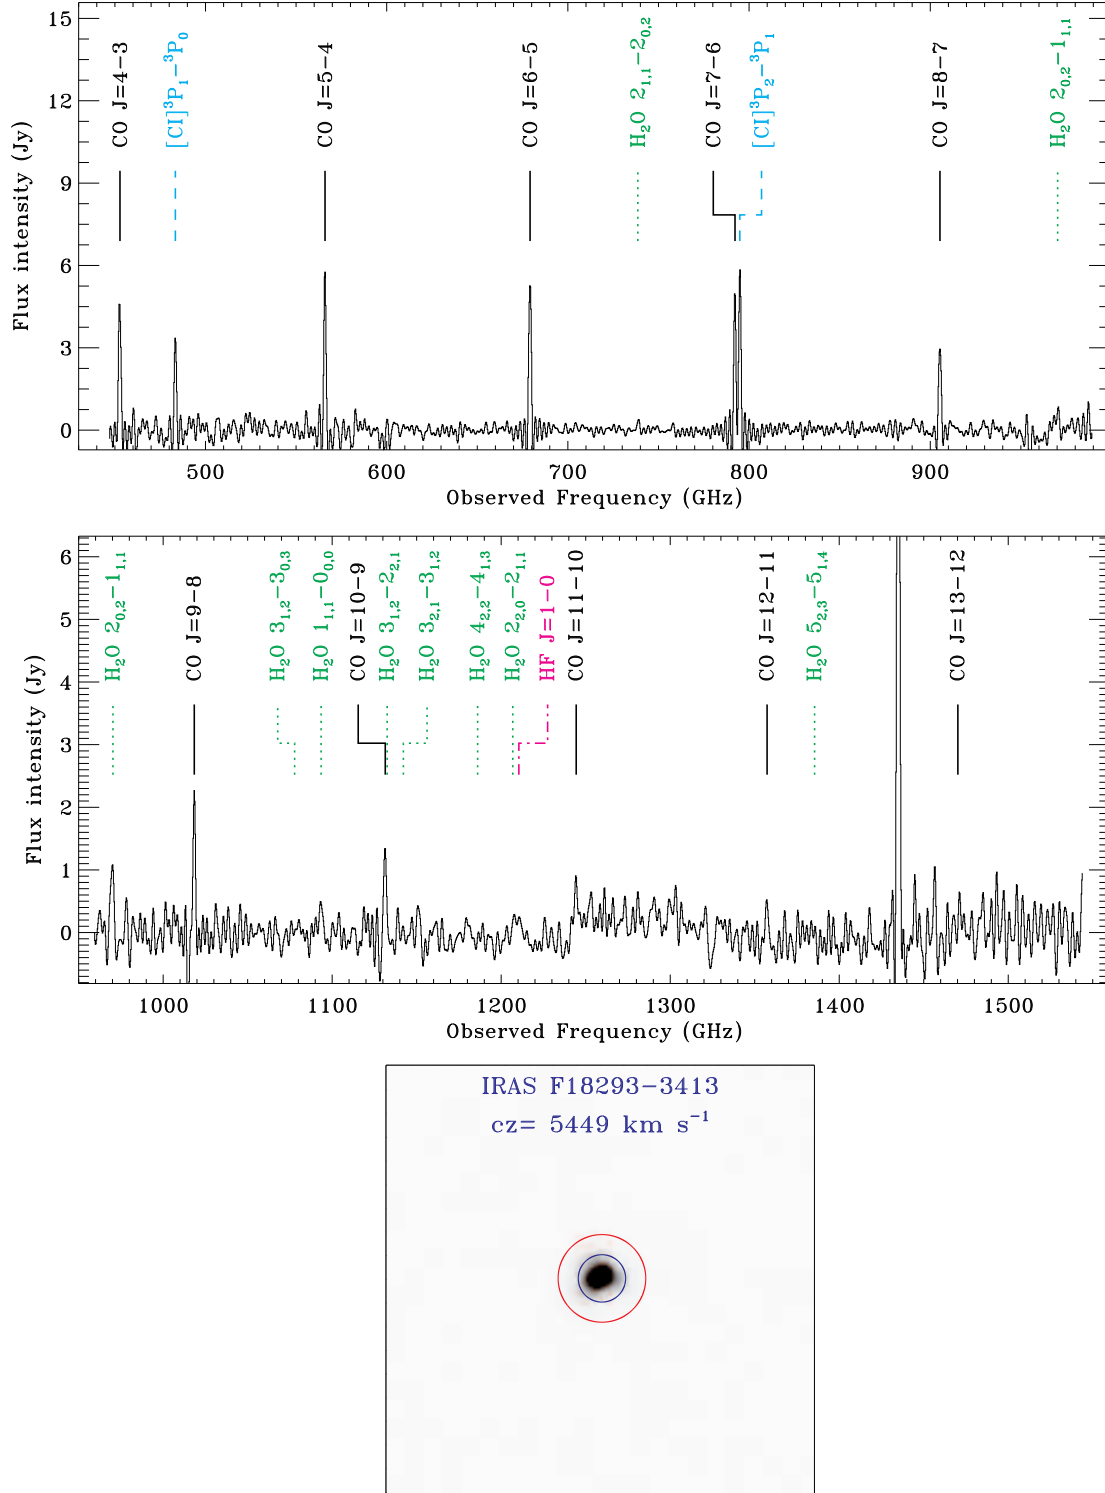 CO J=4−3
[CI]³P₁−³P₀
CO J=5−4
CO J=6−5
H₂O 2₁,₁−2₀,₂
CO J=7−6
[CI]³P₂−³P₁
CO J=8−7
H₂O 2₀,₂−1₁,₁
Flux intensity (Jy)
15
12
9
6
3
0
500 600 700 800 900
Observed Frequency (GHz)
H₂O 2₀,₂−1₁,₁
CO J=9−8
H₂O 3₁,₂−3₀,₃
H₂O 1₁,₁−0₀,₀
CO J=10−9
H₂O 3₁,₂−2₂,₁
H₂O 3₂,₁−3₁,₂
H₂O 4₂,₂−4₁,₃
H₂O 2₂,₀−2₁,₁
HF J=1−0
CO J=11−10
CO J=12−11
H₂O 5₂,₃−5₁,₄
CO J=13−12
Flux intensity (Jy)
6
5
4
3
2
1
0
1000 1100 1200 1300 1400 1500
Observed Frequency (GHz)
IRAS F18293−3413
cz= 5449 km s⁻¹